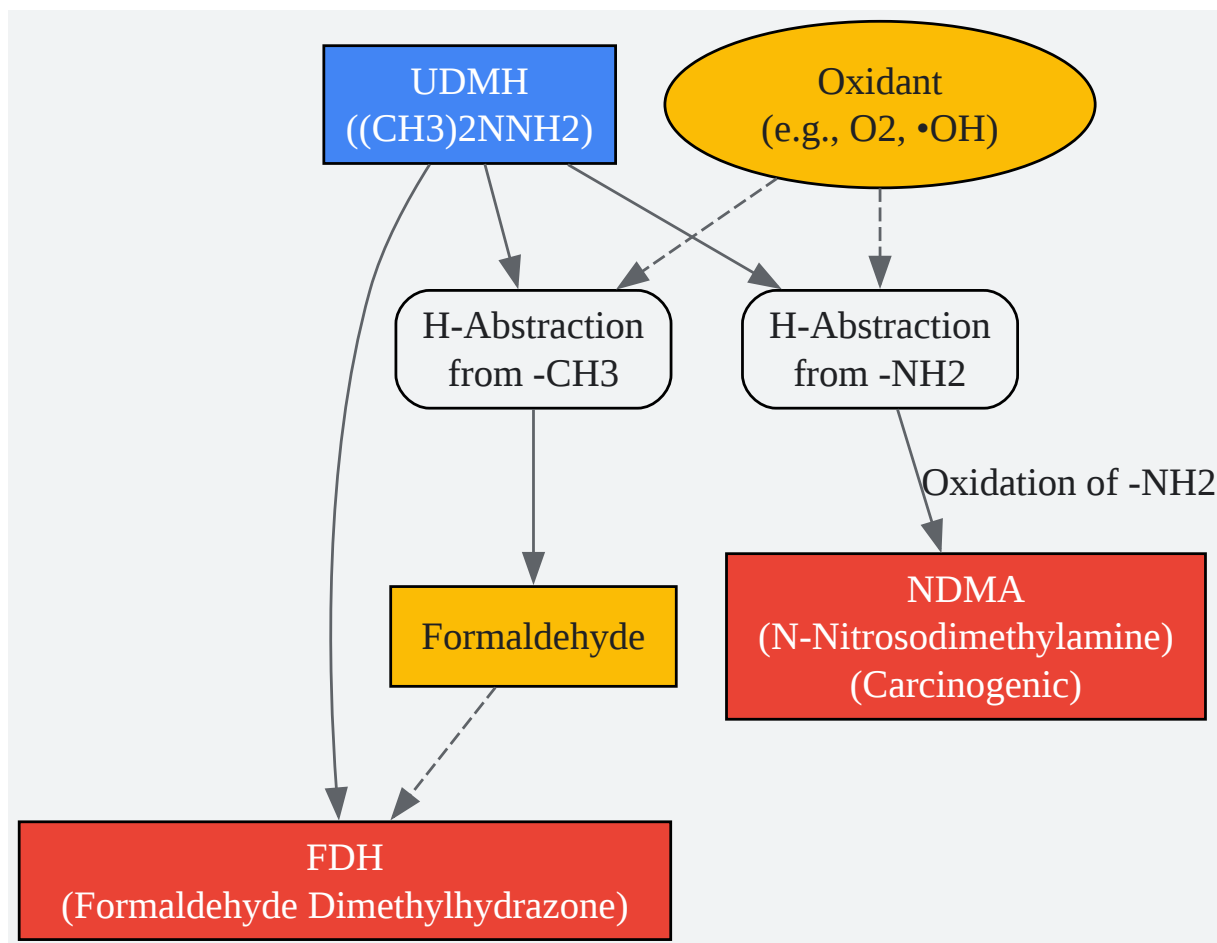 UDMH
((CH3)2NNH2)
Oxidant
(e.g., O2, •OH)
H-Abstraction
from -CH3
H-Abstraction
from -NH2
Oxidation of -NH2
Formaldehyde
NDMA
(N-Nitrosodimethylamine)
(Carcinogenic)
FDH
(Formaldehyde Dimethylhydrazone)